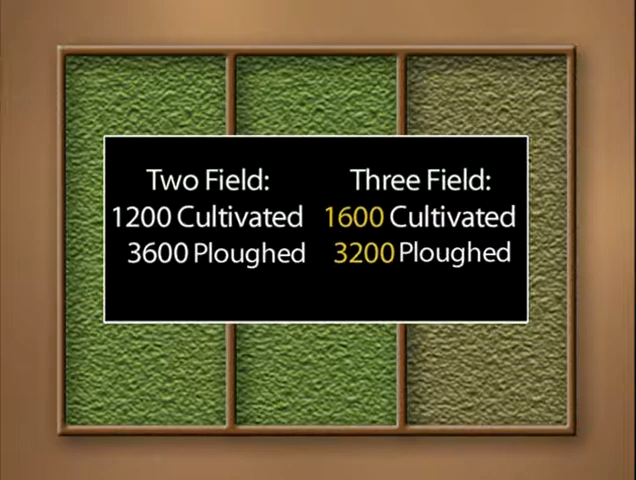 Two Field:
1200 Cultivated
3600 Ploughed
Three Field:
1600 Cultivated
3200 Ploughed